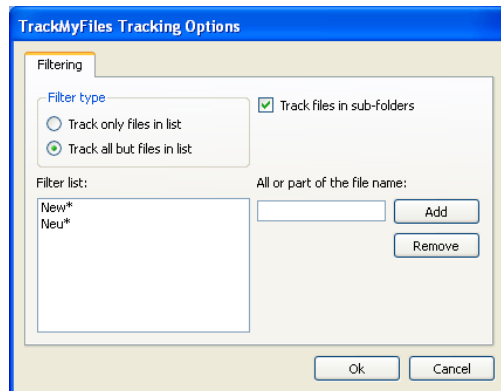 TrackMyFiles Tracking Options
Filtering
Filter type
Track only files in list
Track all but files in list
Track files in sub-folders
Filter list:
New*
Neu*
All or part of the file name:
Add
Remove
Ok
Cancel